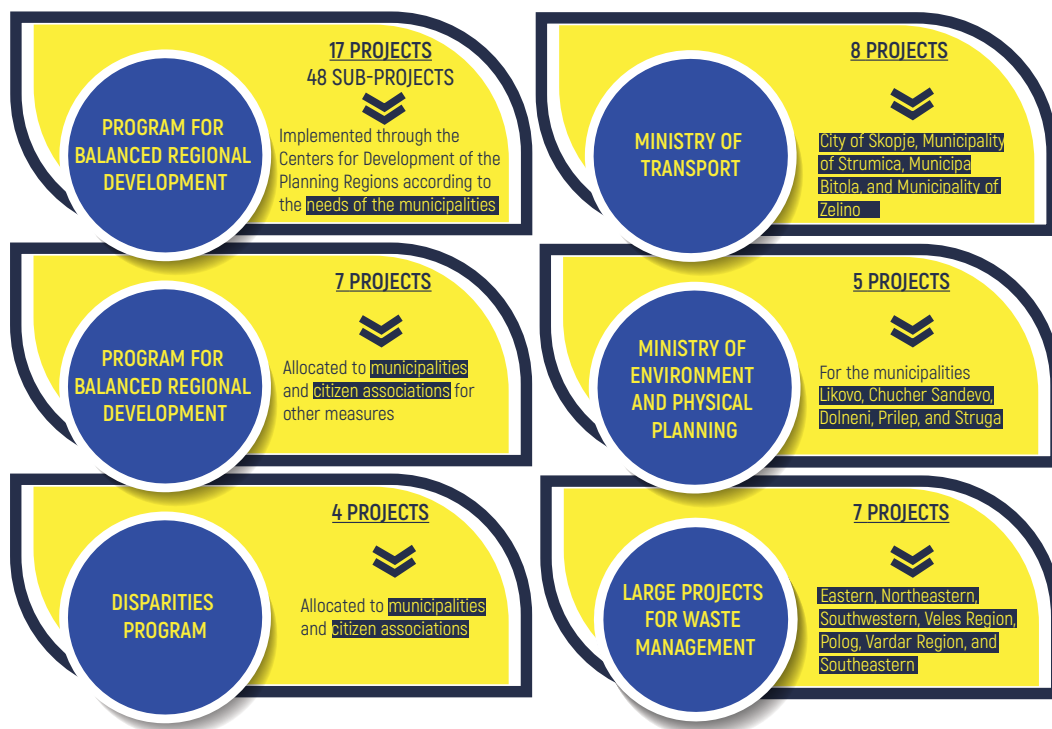 PROGRAM FOR
BALANCED REGIONAL
DEVELOPMENT
17 PROJECTS
48 SUB-PROJECTS
Implemented through the
Centers for Development of the
Planning Regions according to
the needs of the municipalities
MINISTRY OF
TRANSPORT
8 PROJECTS
City of Skopje, Municipality
of Strumica, Municipa
Bitola, and Municipality of
Zelino
PROGRAM FOR
BALANCED REGIONAL
DEVELOPMENT
7 PROJECTS
Allocated to municipalities
and citizen associations for
other measures
MINISTRY OF
ENVIRONMENT
AND PHYSICAL
PLANNING
5 PROJECTS
For the municipalities
Likovo, Chucher Sandevo,
Dolneni, Prilep, and Struga
DISPARITIES
PROGRAM
4 PROJECTS
Allocated to municipalities
and citizen associations
LARGE PROJECTS
FOR WASTE
MANAGEMENT
7 PROJECTS
Eastern, Northeastern,
Southwestern, Veles Region,
Polog, Vardar Region, and
Southeastern